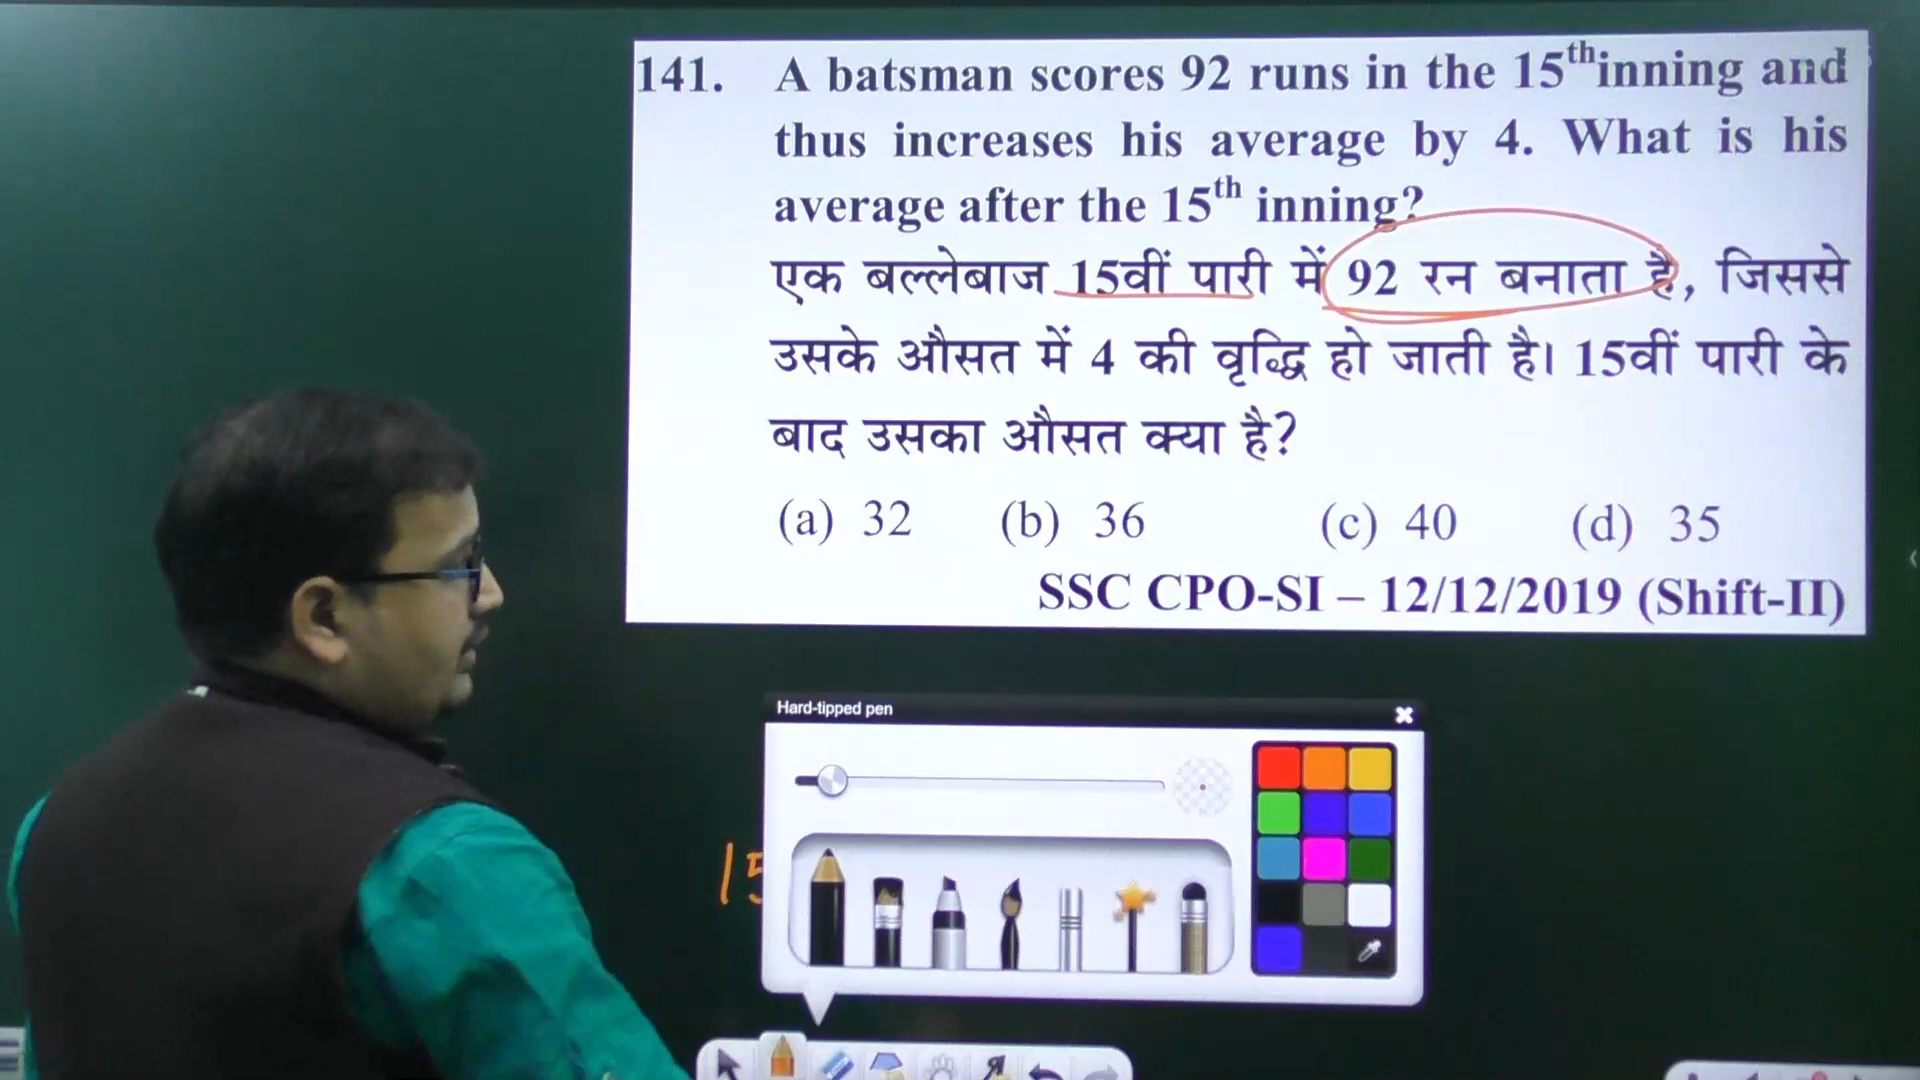 141. A batsman scores 92 runs in the 15th inning and
thus increases his average by 4. What is his
average after the 15th inning?
एक बल्लेबाज 15वीं पारी में 92 रन बनाता है, जिससे
उसके औसत में 4 की वृद्धि हो जाती है। 15वीं पारी के
बाद उसका औसत क्या है?
(a) 32 (b) 36 (c) 40 (d) 35
SSC CPO-SI – 12/12/2019 (Shift-II)
Hard-tipped pen
15